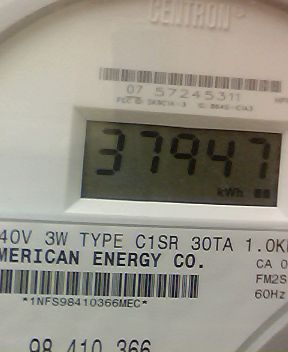 CENTRON
07 57245311
37947
kWh
40V 3W TYPE C1SR 30TA 1.0K
MERICAN ENERGY CO.
CA 0
FM2S
60Hz
*1NFS98410366MEC*
98 410 366